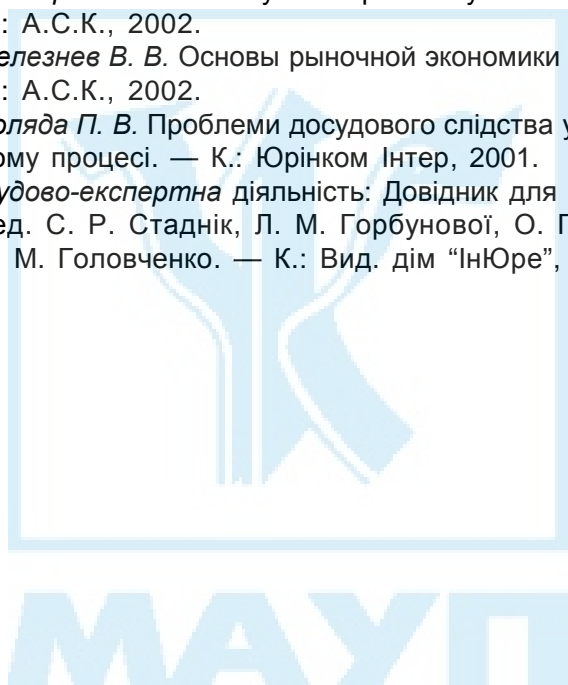 : А.С.К., 2002.
елезнев В. В. Основы рыночной экономики
: А.С.К., 2002.
рляда П. В. Проблеми досудового слідства у
ому процесі. — К.: Юрінком Інтер, 2001.
удово-експертна діяльність: Довідник для
ед. С. Р. Стаднік, Л. М. Горбунової, О. Г
М. Головченко. — К.: Вид. дім “ІнЮре”,
МАУП